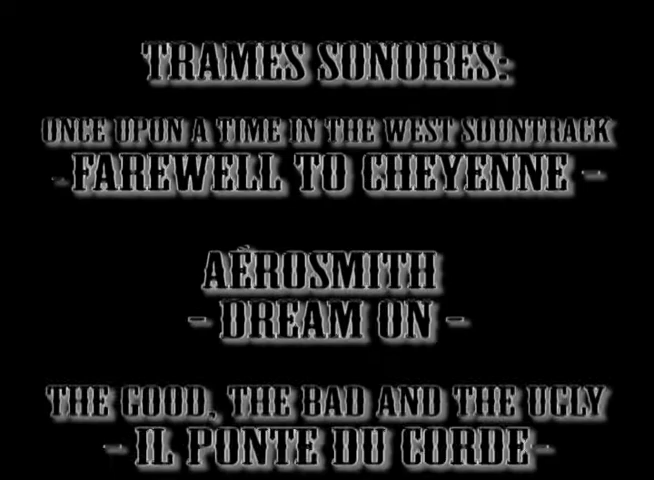 TRAMES SONORES:
ONCE UPON A TIME IN THE WEST SOUNTRACK
- FAREWELL TO CHEYENNE -
AÈROSMITH
- DREAM ON -
THE GOOD, THE BAD AND THE UGLY
- IL PONTE DU CORDE-